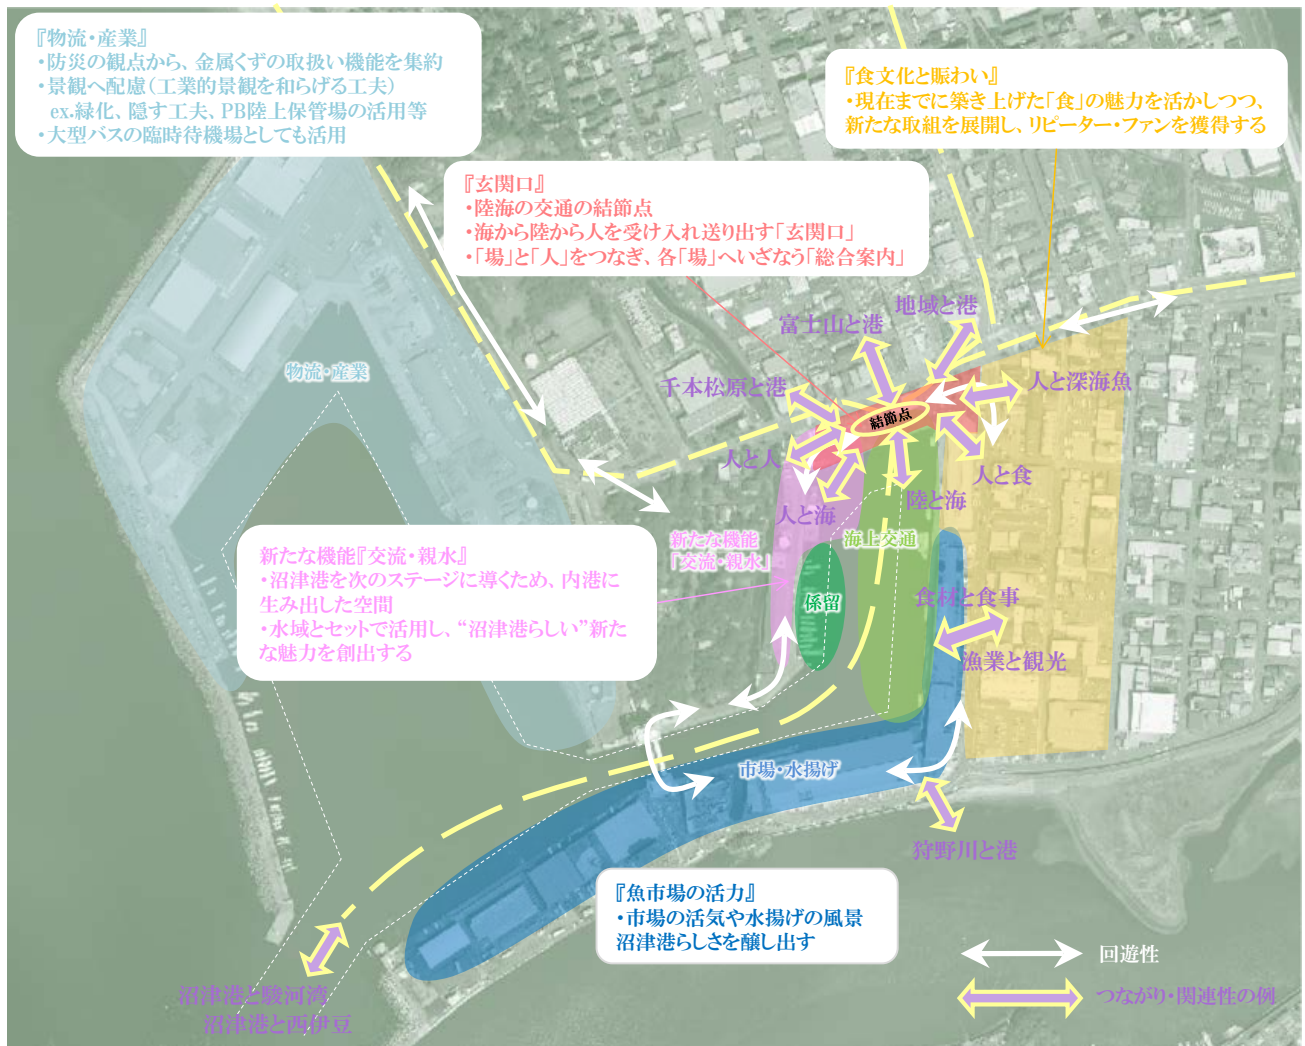 『物流・産業』
・防災の観点から、金属くずの取扱い機能を集約
・景観へ配慮（工業的景観を和らげる工夫）
ex.緑化、隠す工夫、PB陸上保管場の活用等
・大型バスの臨時待機場としても活用
『食文化と賑わい』
・現在までに築き上げた「食」の魅力を活かしつつ、
新たな取組を展開し、リピーター・ファンを獲得する
『玄関口』
・陸海の交通の結節点
・海から陸から人を受け入れ送り出す「玄関口」
・「場」と「人」をつなぎ、各「場」へいざなう「総合案内」
地域と港
富士山と港
物流・産業
千本松原と港
人と深海魚
結節点
人と人
人と食
人と海
陸と海
新たな機能
「交流・親水」
海上交通
新たな機能『交流・親水』
・沼津港を次のステージに導くため、内港に
生み出した空間
・水域とセットで活用し、“沼津港らしい”新た
な魅力を創出する
係留
食材と食事
漁業と観光
市場・水揚げ
狩野川と港
『魚市場の活力』
・市場の活気や水揚げの風景
沼津港らしさを醸し出す
回遊性
つながり・関連性の例
沼津港と駿河湾
沼津港と西伊豆